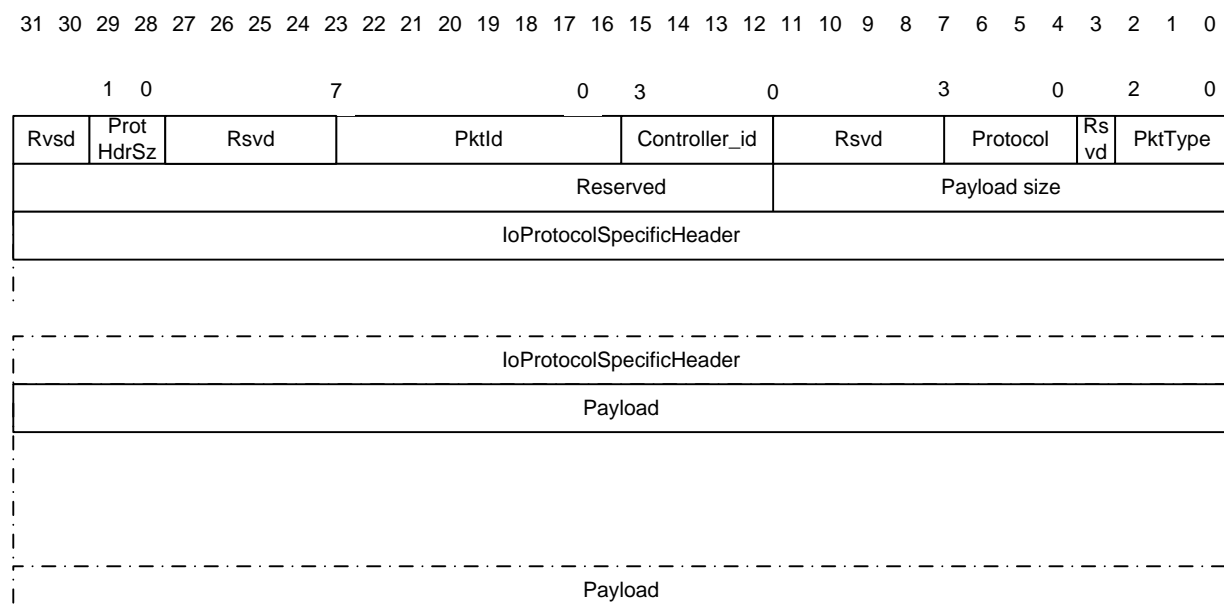 31 30 29 28 27 26 25 24 23 22 21 20 19 18 17 16 15 14 13 12 11 10 9 8 7 6 5 4 3 2 1 0
1 0 7 0 3 0 3 0 2 0
Rvsd Prot HdrSz Rsvd PktId Controller_id Rsvd Protocol Rs vd PktType
Reserved Payload size
IoProtocolSpecificHeader
IoProtocolSpecificHeader
Payload
Payload